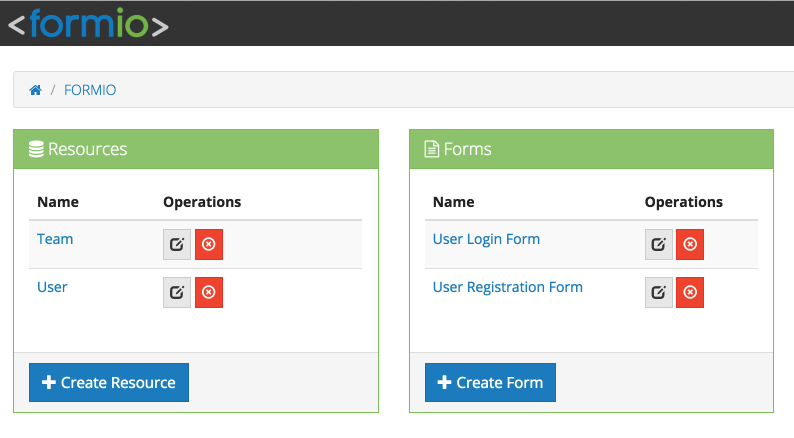 <formio>
/ FORMIO
Resources
Name Operations
Team
User
+ Create Resource
Forms
Name Operations
User Login Form
User Registration Form
+ Create Form